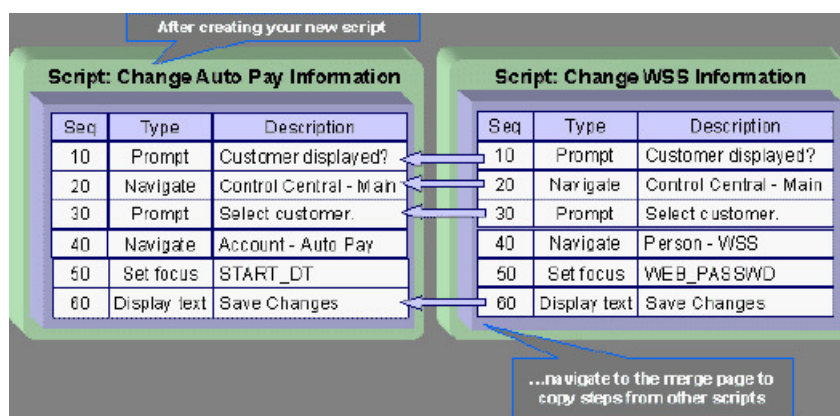 After creating your new script
Script: Change Auto Pay Information
Seq Type Description
10 Prompt Customer displayed?
20 Navigate Control Central - Main
30 Prompt Select customer.
40 Navigate Account - Auto Pay
50 Set focus START_DT
60 Display text Save Changes
Script: Change WSS Information
Seq Type Description
10 Prompt Customer displayed?
20 Navigate Control Central - Main
30 Prompt Select customer.
40 Navigate Person - WSS
50 Set focus WEB_PASSWD
60 Display text Save Changes
...navigate to the merge page to
copy steps from other scripts